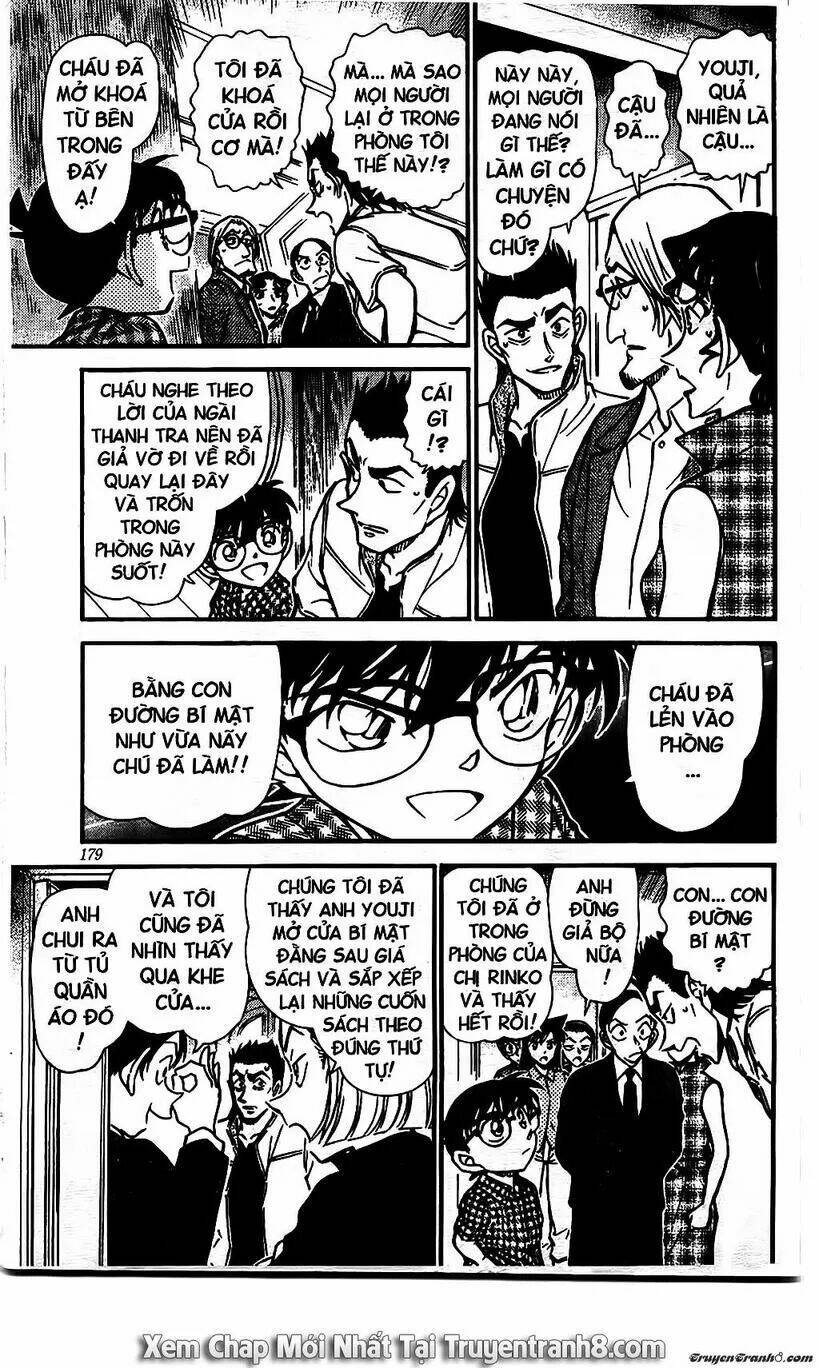 YOUJI,
QUẢ
NHIÊN LÀ
CẬU...
CẬU
ĐÃ...
NÀY NÀY,
MỌI NGƯỜI
ĐANG NÓI
GÌ THẾ?
LÀM GÌ CÓ
CHUYỆN
ĐÓ
CHỨ?
MÀ... MÀ SAO
MỌI NGƯỜI
LẠI Ở TRONG
PHÒNG TÔI
THẾ NÀY!?
TÔI ĐÃ
KHOÁ
CỬA RỒI
CƠ MÀ!
CHÁU ĐÃ
MỞ KHOÁ
TỪ BÊN
TRONG
ĐẤY
Ạ!
CÁI
GÌ
!?
CHÁU NGHE THEO
LỜI CỦA NGÀI
THANH TRA NÊN ĐÃ
GIẢ VỜ ĐI VỀ RỒI
QUAY LẠI ĐÂY
VÀ TRỐN
TRONG
PHÒNG NÀY
SUỐT!
CHÁU ĐÃ
LẺN VÀO
PHÒNG
...
BẰNG CON
ĐƯỜNG BÍ MẬT
NHƯ VỪA NÃY
CHÚ ĐÃ LÀM!!
179
CON... CON
ĐƯỜNG
BÍ MẬT
?
ANH
ĐỪNG
GIẢ BỘ
NỮA
!
CHÚNG
TÔI ĐÃ Ở
TRONG
PHÒNG CỦA
CHỊ RINKO
VÀ THẤY
HẾT RỒI!
CHÚNG TÔI ĐÃ
THẤY ANH YOUJI
MỞ CỬA BÍ MẬT
ĐẰNG SAU GIÁ
SÁCH VÀ SẮP XẾP
LẠI NHỮNG CUỐN
SÁCH THEO
ĐÚNG THỨ
TỰ!
VÀ TÔI
CŨNG ĐÃ
NHÌN THẤY
QUA KHE
CỬA...
ANH
CHUI RA
TỪ TỦ
QUẦN
ÁO ĐÓ
!
Xem Chap Mới Nhất Tại Truyentranh8.com
TruyenTranh8.com